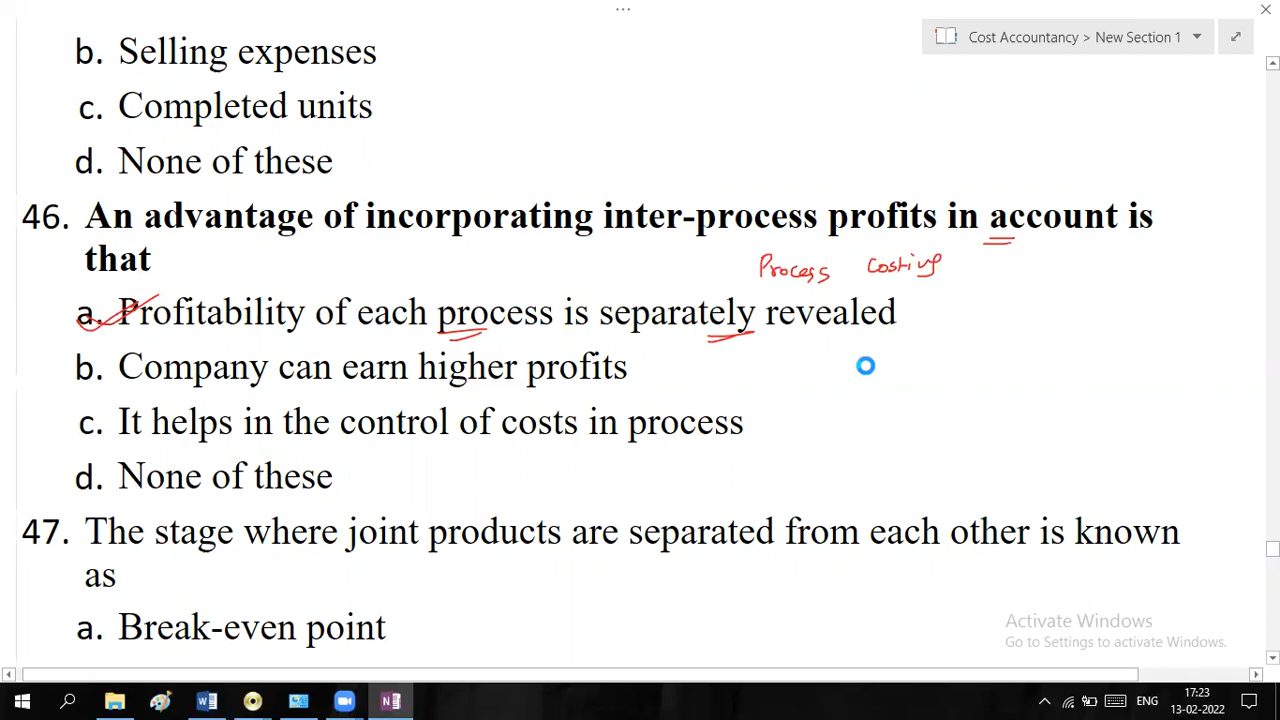 ...
Cost Accountancy > New Section 1
b. Selling expenses
c. Completed units
d. None of these
46. An advantage of incorporating inter-process profits in account is
that
Process Costing
a. Profitability of each process is separately revealed
b. Company can earn higher profits
c. It helps in the control of costs in process
d. None of these
47. The stage where joint products are separated from each other is known
as
a. Break-even point
Activate Windows
Go to Settings to activate Windows.
ENG
17:23
13-02-2022